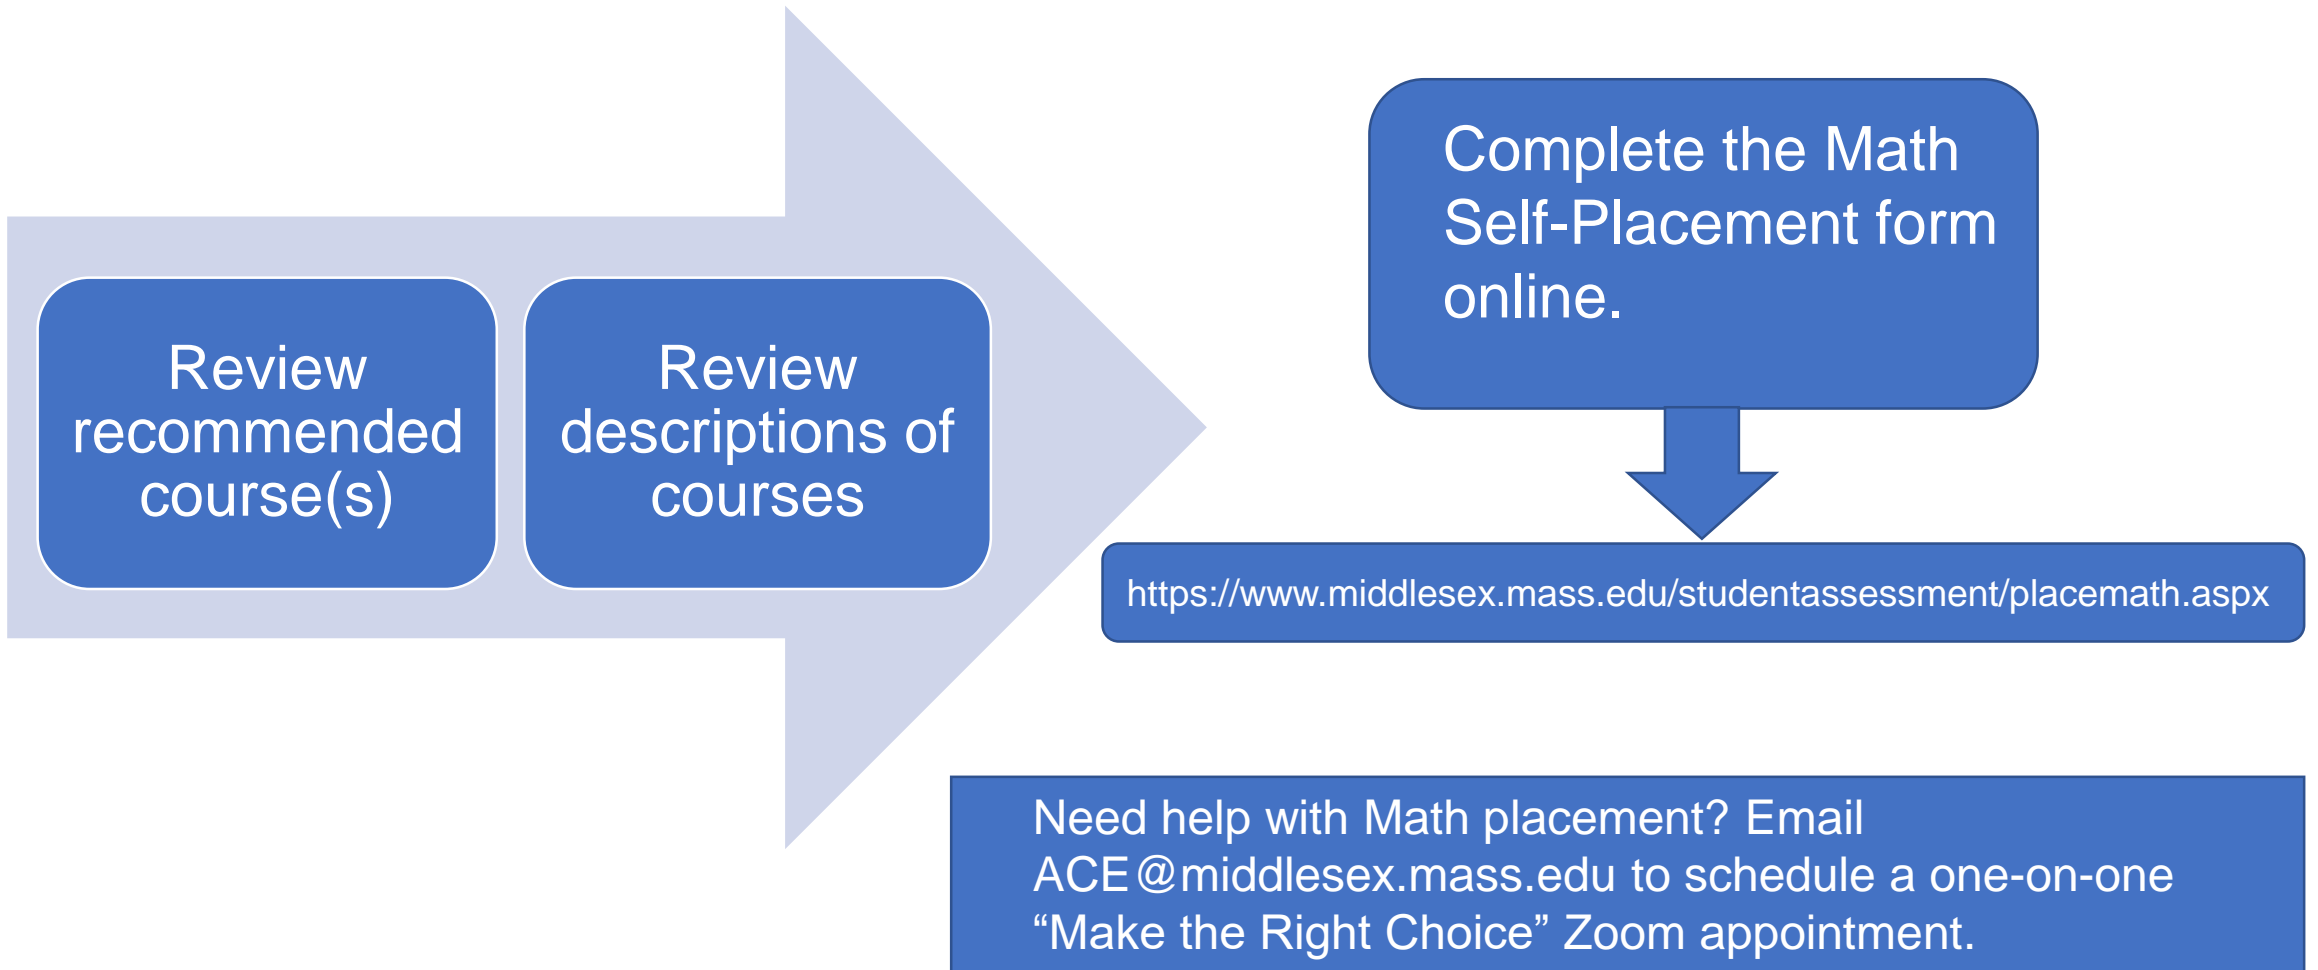 Review
recommended
course(s)
Review
descriptions of
courses
Complete the Math
Self-Placement form
online.
https://www.middlesex.mass.edu/studentassessment/placemath.aspx
Need help with Math placement? Email
ACE@middlesex.mass.edu to schedule a one-on-one
“Make the Right Choice” Zoom appointment.